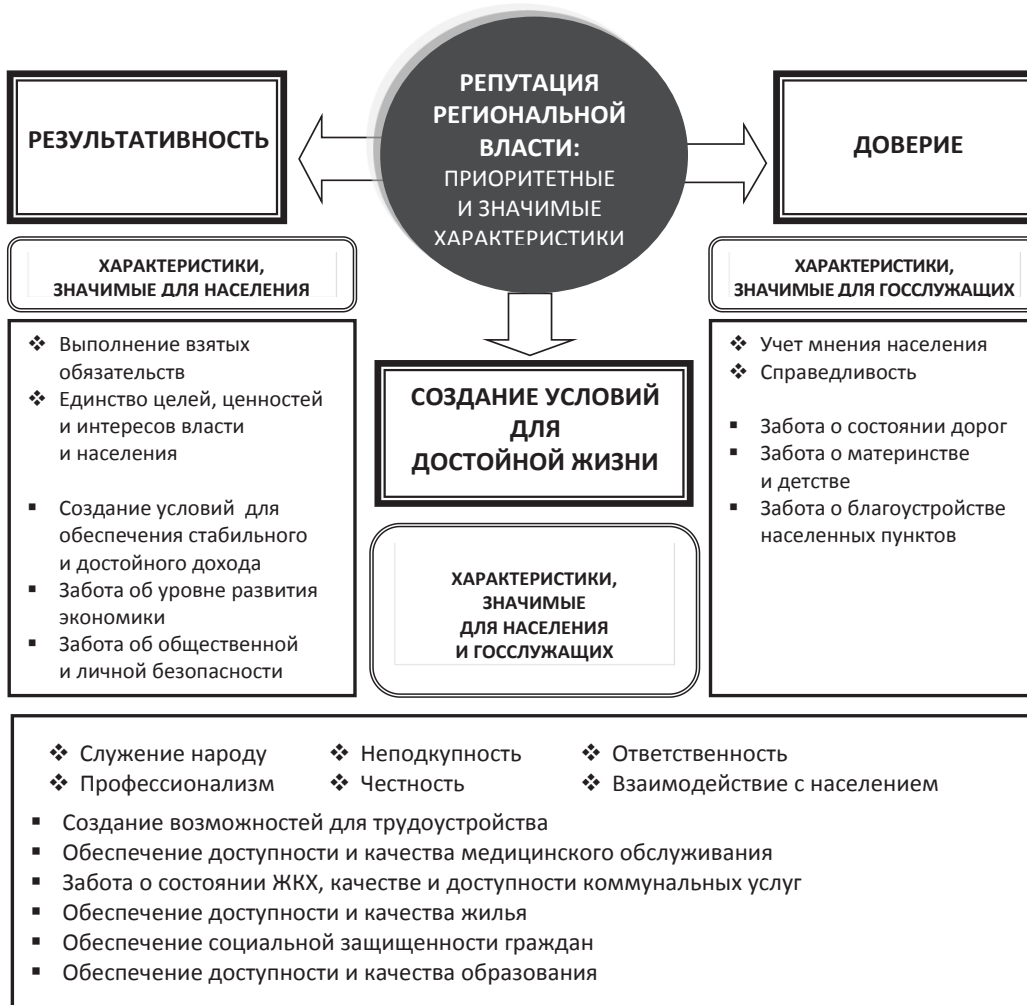 РЕПУТАЦИЯ
РЕГИОНАЛЬНОЙ
ВЛАСТИ:
ПРИОРИТЕТНЫЕ
И ЗНАЧИМЫЕ
ХАРАКТЕРИСТИКИ
РЕЗУЛЬТАТИВНОСТЬ
ДОВЕРИЕ
ХАРАКТЕРИСТИКИ,
ЗНАЧИМЫЕ ДЛЯ НАСЕЛЕНИЯ
❖ Выполнение взятых
обязательств
❖ Единство целей, ценностей
и интересов власти
и населения
▪ Создание условий для
обеспечения стабильного
и достойного дохода
▪ Забота об уровне развития
экономики
▪ Забота об общественной
и личной безопасности
СОЗДАНИЕ УСЛОВИЙ
ДЛЯ
ДОСТОЙНОЙ ЖИЗНИ
ХАРАКТЕРИСТИКИ,
ЗНАЧИМЫЕ
ДЛЯ НАСЕЛЕНИЯ
И ГОССЛУЖАЩИХ
ХАРАКТЕРИСТИКИ,
ЗНАЧИМЫЕ ДЛЯ ГОССЛУЖАЩИХ
❖ Учет мнения населения
❖ Справедливость
▪ Забота о состоянии дорог
▪ Забота о материнстве
и детстве
▪ Забота о благоустройстве
населенных пунктов
❖ Служение народу ❖ Неподкупность ❖ Ответственность
❖ Профессионализм ❖ Честность ❖ Взаимодействие с населением
▪ Создание возможностей для трудоустройства
▪ Обеспечение доступности и качества медицинского обслуживания
▪ Забота о состоянии ЖКХ, качестве и доступности коммунальных услуг
▪ Обеспечение доступности и качества жилья
▪ Обеспечение социальной защищенности граждан
▪ Обеспечение доступности и качества образования